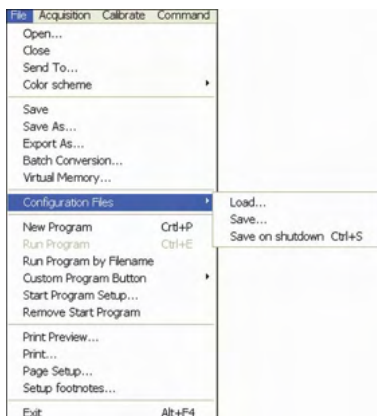 File Acquisition Calibrate Command
Open...
Close
Send To...
Color scheme
Save
Save As...
Export As...
Batch Conversion...
Virtual Memory...
Configuration Files
Load...
Save...
Save on shutdown Ctrl+S
New Program Crtl+P
Run Program Ctrl+E
Run Program by Filename
Custom Program Button
Start Program Setup...
Remove Start Program
Print Preview...
Print...
Page Setup...
Setup footnotes...
Exit Alt+F4